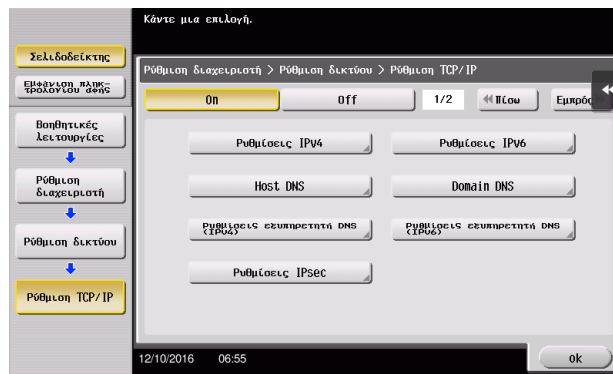 Κάντε μια επιλογή.
Σελιδοδείκτης
Εμφάνιση πληκ-
τρολογίου αφής
Βοηθητικές
λειτουργίες
Ρύθμιση
διαχειριστή
Ρύθμιση δικτύου
Ρύθμιση TCP/IP
Ρύθμιση διαχειριστή > Ρύθμιση δικτύου > Ρύθμιση TCP/IP
On
Off
1/2
Πίσω
Εμπρός
Ρυθμίσεις IPV4
Ρυθμίσεις IPV6
Host DNS
Domain DNS
Ρυθμίσεις εξυπηρετητή DNS
(IPV4)
Ρυθμίσεις εξυπηρετητή DNS
(IPV6)
Ρυθμίσεις IPsec
12/10/2016 06:55
Ok